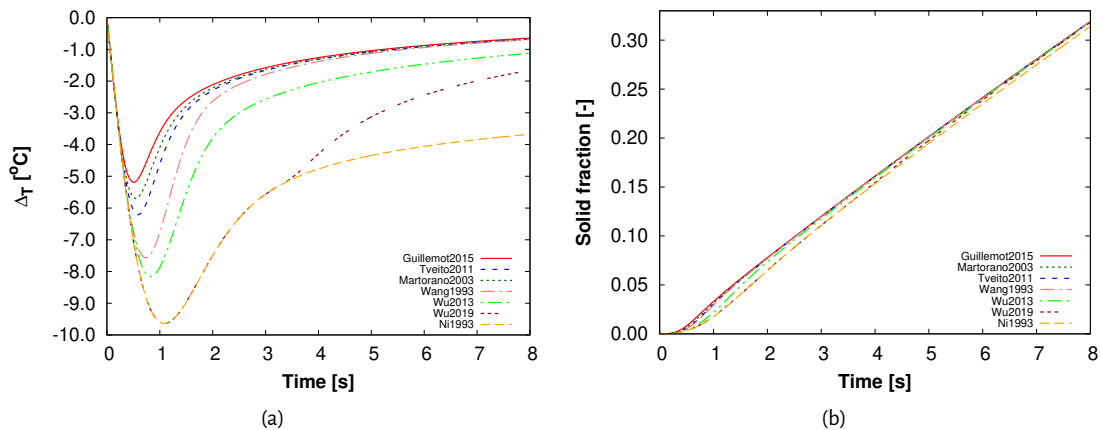 0.0
-1.0
-2.0
-3.0
-4.0
-5.0
-6.0
-7.0
-8.0
-9.0
-10.0
ΔT [oC]
Guillemot2015
Tveito2011
Martorano2003
Wang1993
Wu2013
Wu2019
Ni1993
0 1 2 3 4 5 6 7 8
Time [s]
(a)
0.30
0.25
0.20
0.15
0.10
0.05
0.00
Solid fraction [-]
Guillemot2015
Martorano2003
Tveito2011
Wang1993
Wu2013
Wu2019
Ni1993
0 1 2 3 4 5 6 7 8
Time [s]
(b)